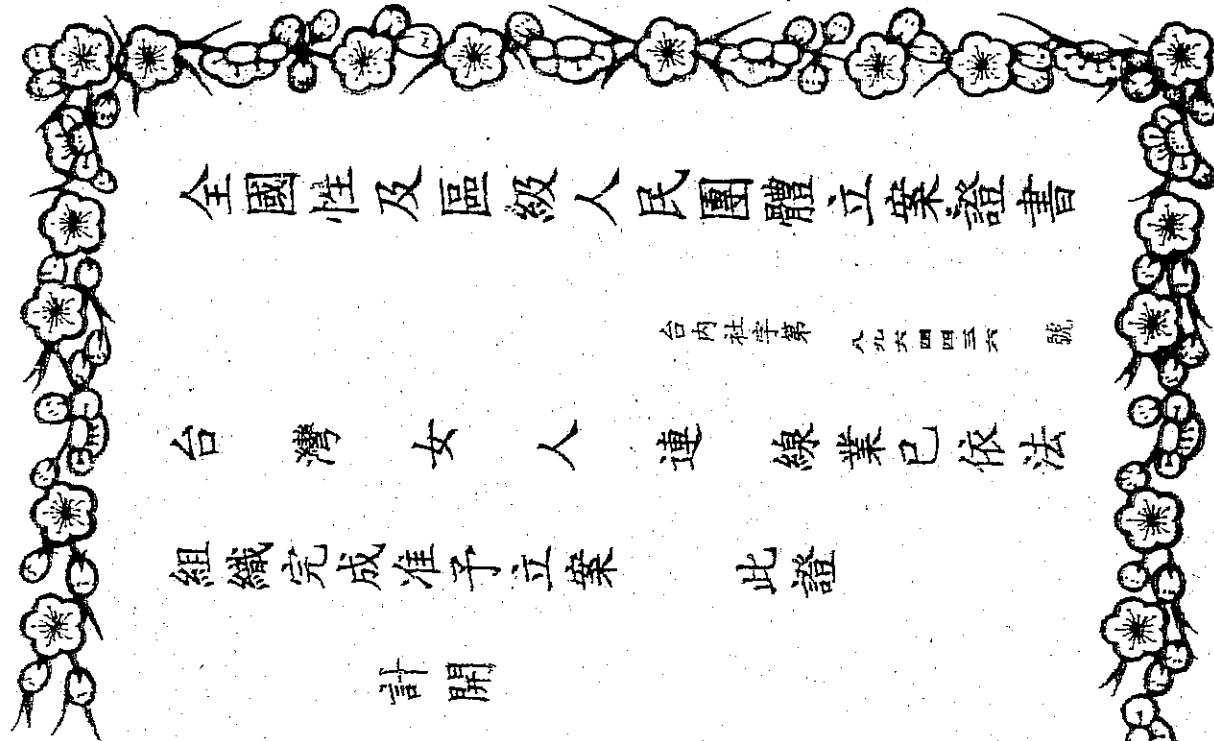 全國性及區級人民團體立案證書
台內社字第 八九六四四三六 號
台灣女人連線業已依法
組織完成准予立案 此證
計開